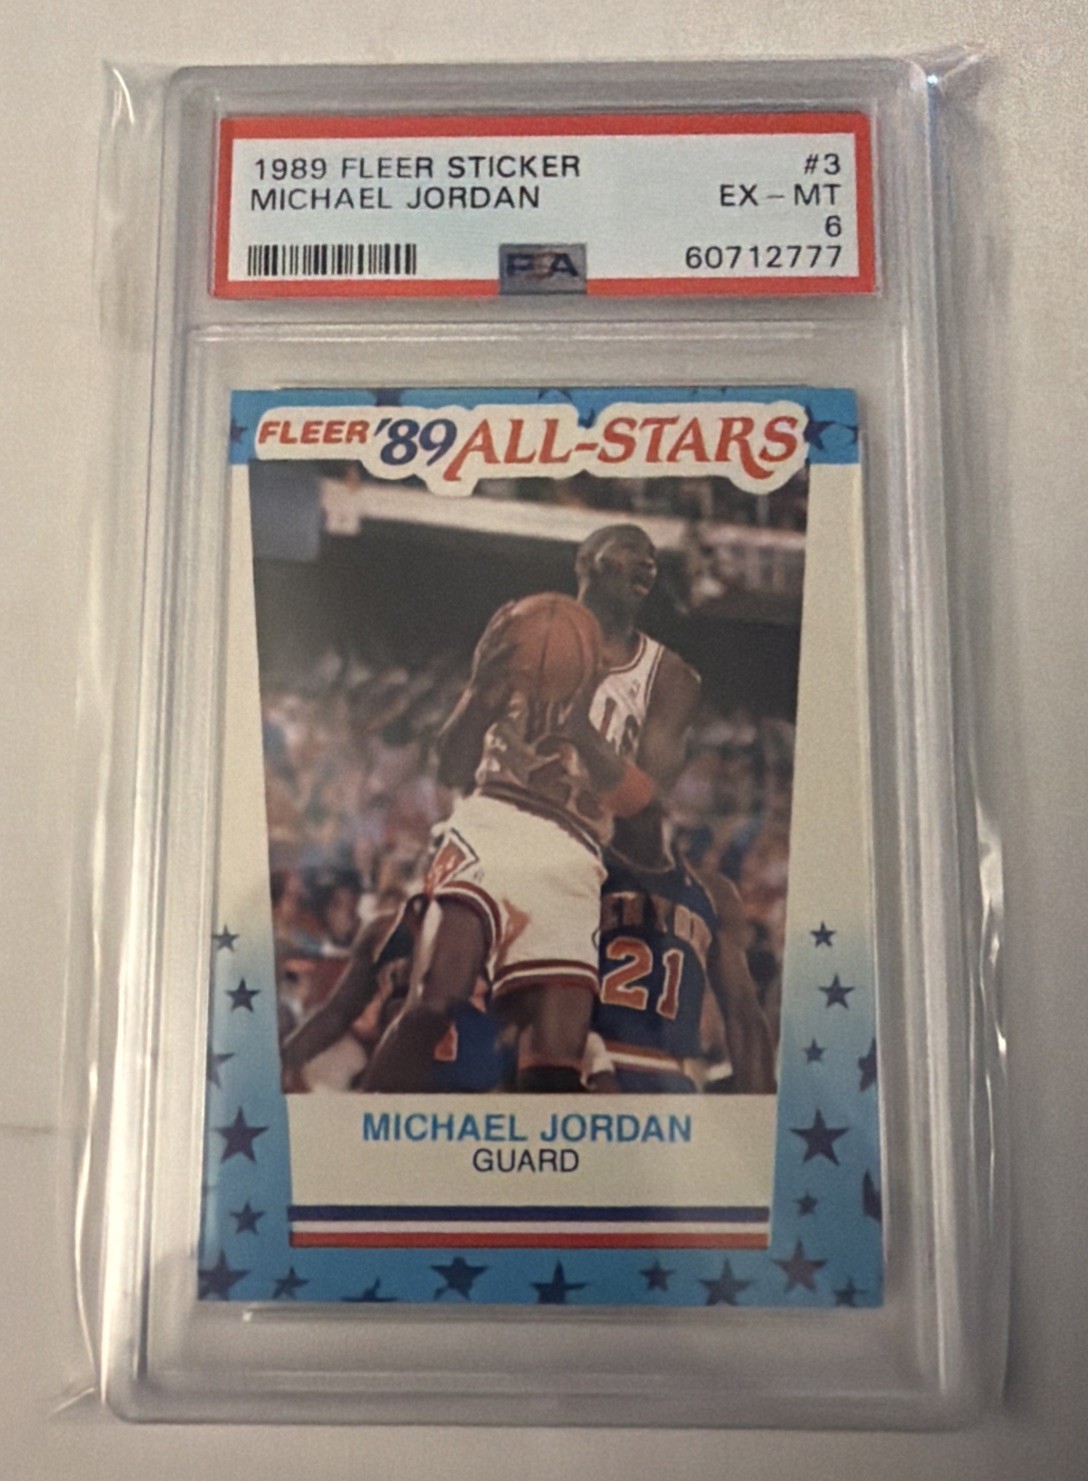 1989 FLEER STICKER #3
MICHAEL JORDAN EX - MT
6
PSA 60712777
FLEER '89 ALL-STARS
21
MICHAEL JORDAN
GUARD